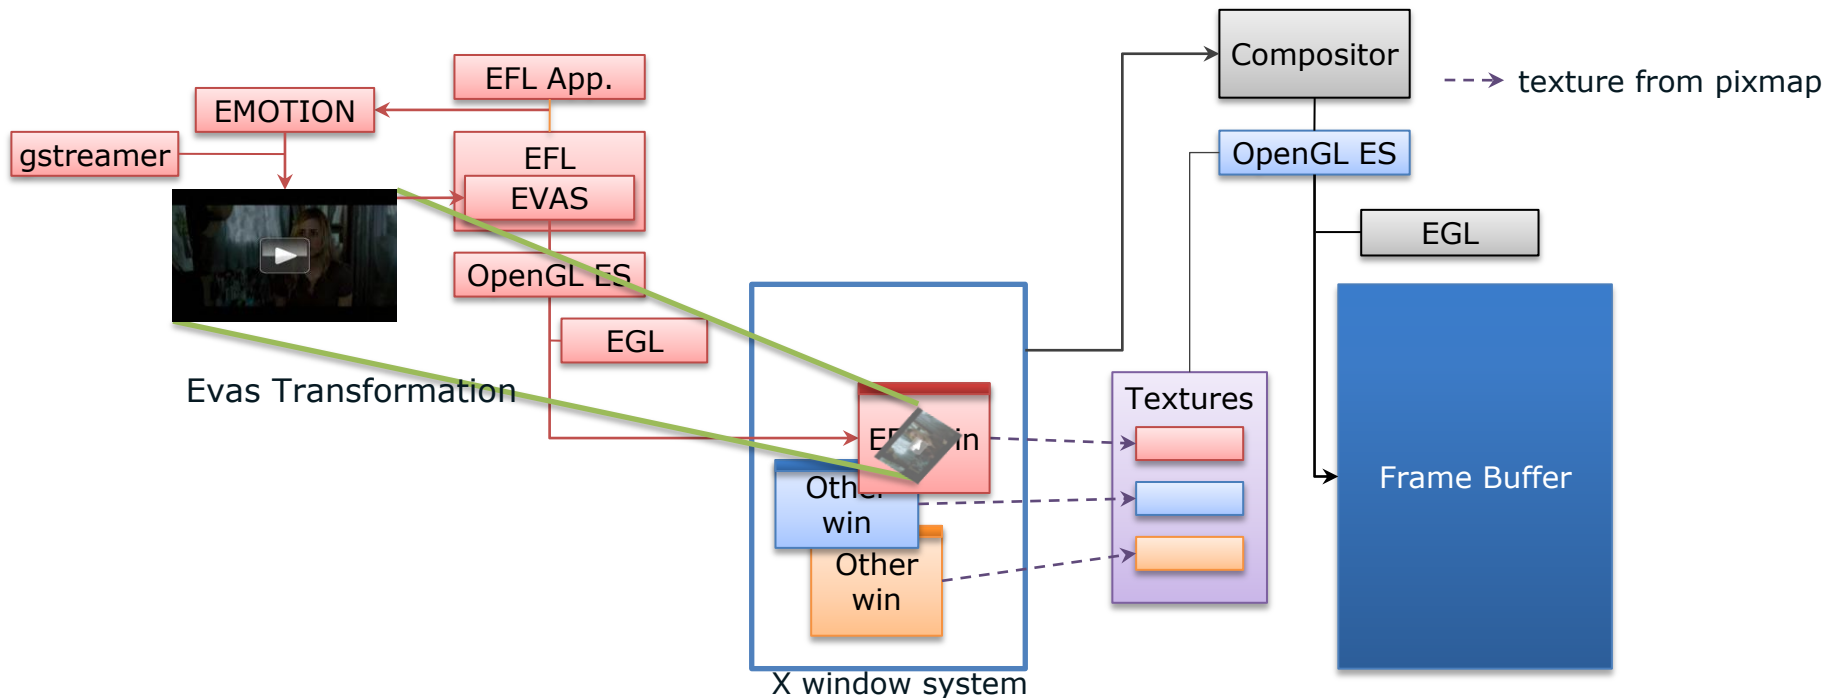 EFL App.
EMOTION
gstreamer
EFL
EVAS
OpenGL ES
EGL
Evas Transformation
Other
win
Other
win
X window system
Compositor
texture from pixmap
OpenGL ES
EGL
Textures
Frame Buffer